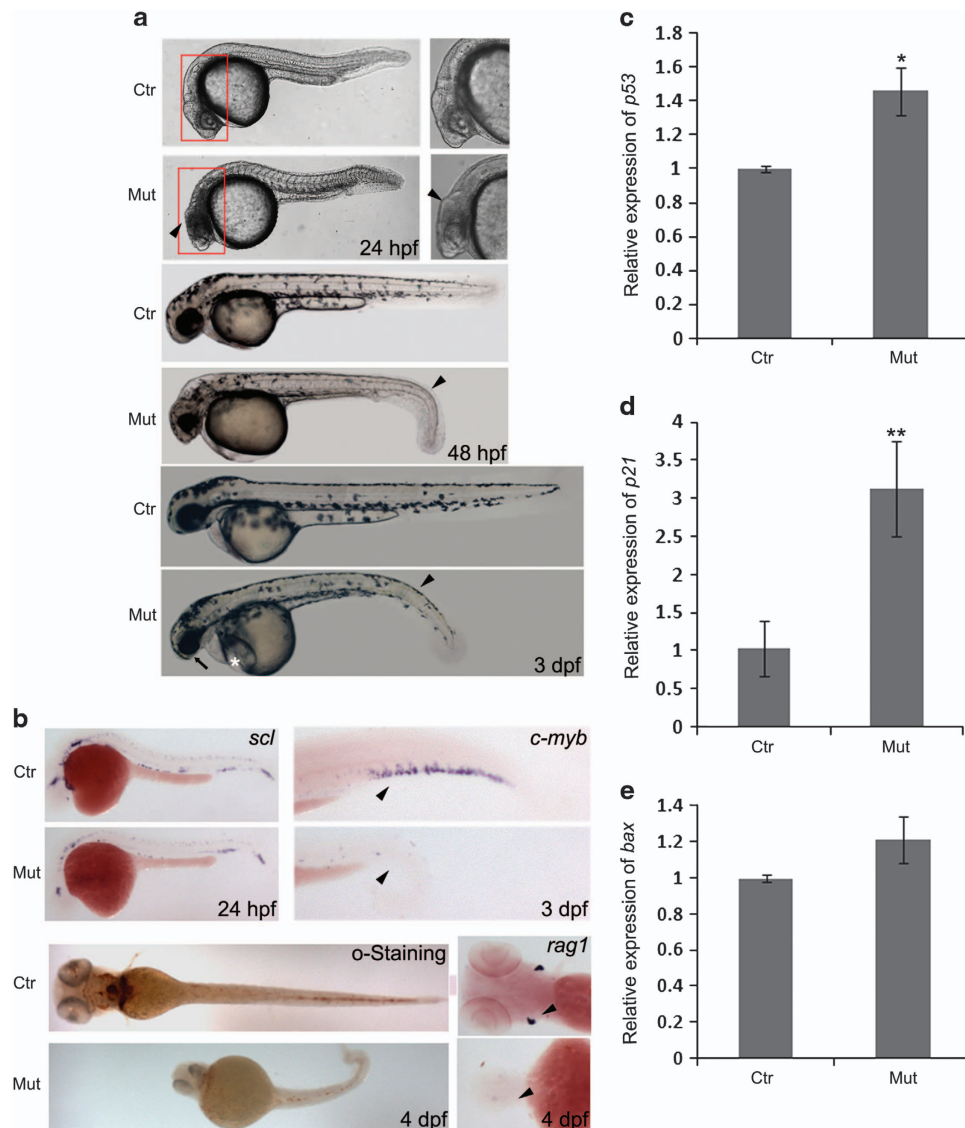 a
Ctr
Mut
24 hpf
Ctr
Mut
48 hpf
Ctr
Mut
*
3 dpf
b
Ctr
scl
c-myb
Mut
24 hpf
3 dpf
Ctr
o-Staining
rag1
Mut
4 dpf
4 dpf
c
Relative expression of p53
1.8
1.6
1.4
1.2
1
0.8
0.6
0.4
0.2
0
*
Ctr
Mut
d
Relative expression of p21
4
3.5
3
2.5
2
1.5
1
0.5
0
**
Ctr
Mut
e
Relative expression of bax
1.4
1.2
1
0.8
0.6
0.4
0.2
0
Ctr
Mut